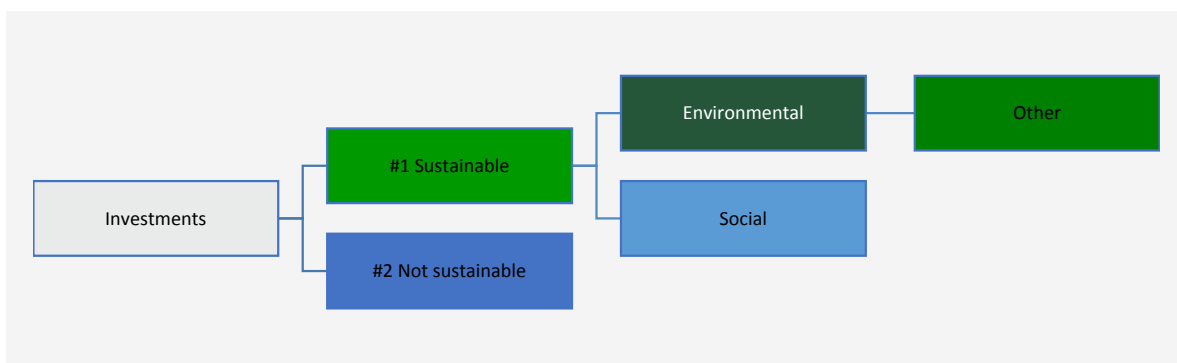 Environmental
Other
#1 Sustainable
Investments
Social
#2 Not sustainable